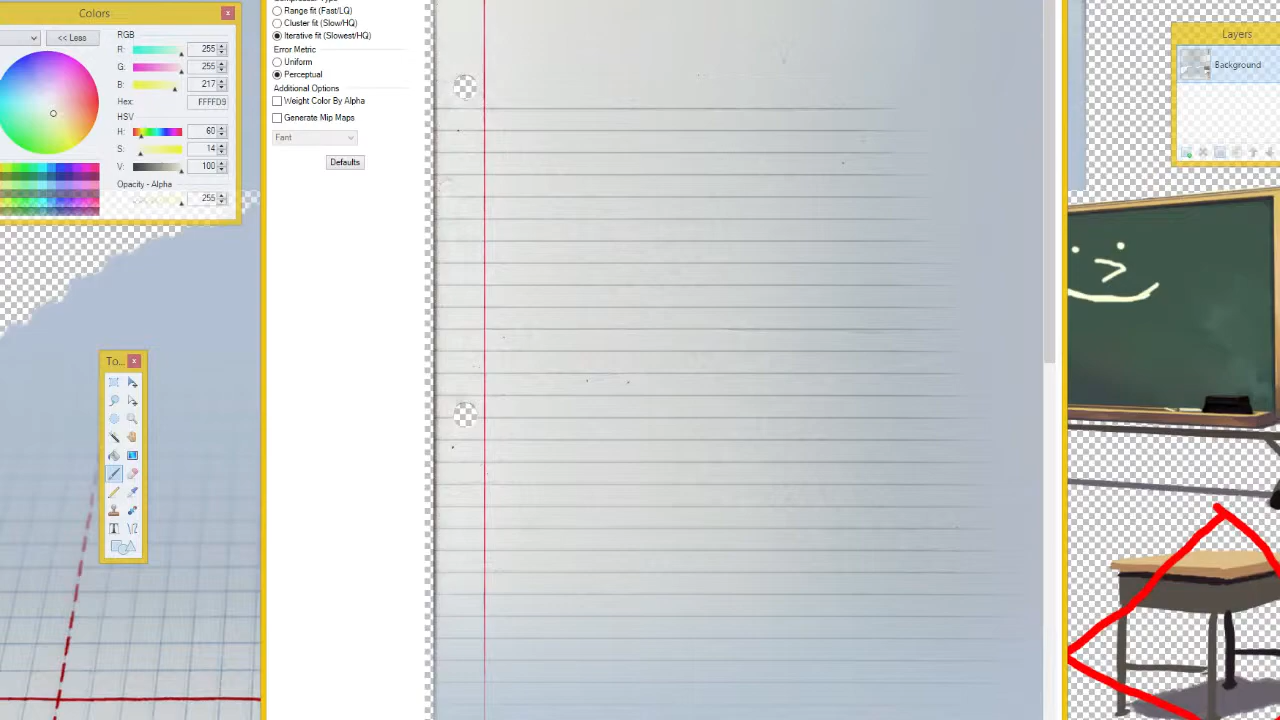 Colors
<< Less
RGB
R: 255
G: 255
B: 217
Hex: FFFFD9
HSV
H: 60
S: 14
V: 100
Opacity - Alpha
255
To...
Range fit (Fast/LQ)
Cluster fit (Slow/HQ)
Iterative fit (Slowest/HQ)
Error Metric
Uniform
Perceptual
Additional Options
Weight Color By Alpha
Generate Mip Maps
Fant
Defaults
Layers
Background